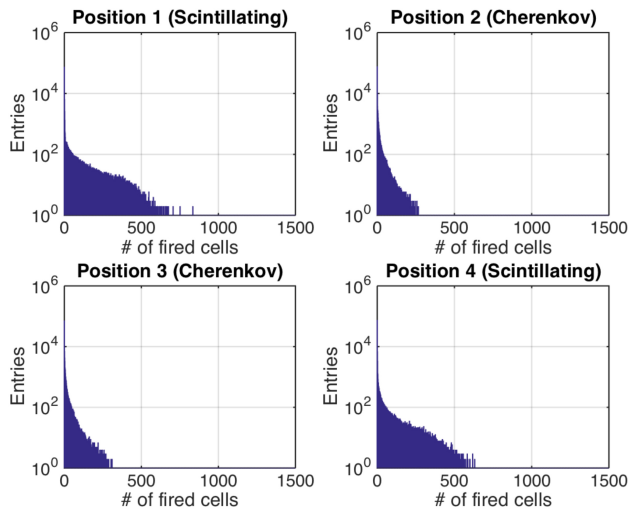 Position 1 (Scintillating)
10^6
10^4
10^2
10^0
Entries
0 500 1000 1500
# of fired cells
Position 2 (Cherenkov)
10^6
10^4
10^2
10^0
Entries
0 500 1000 1500
# of fired cells
Position 3 (Cherenkov)
10^6
10^4
10^2
10^0
Entries
0 500 1000 1500
# of fired cells
Position 4 (Scintillating)
10^6
10^4
10^2
10^0
Entries
0 500 1000 1500
# of fired cells